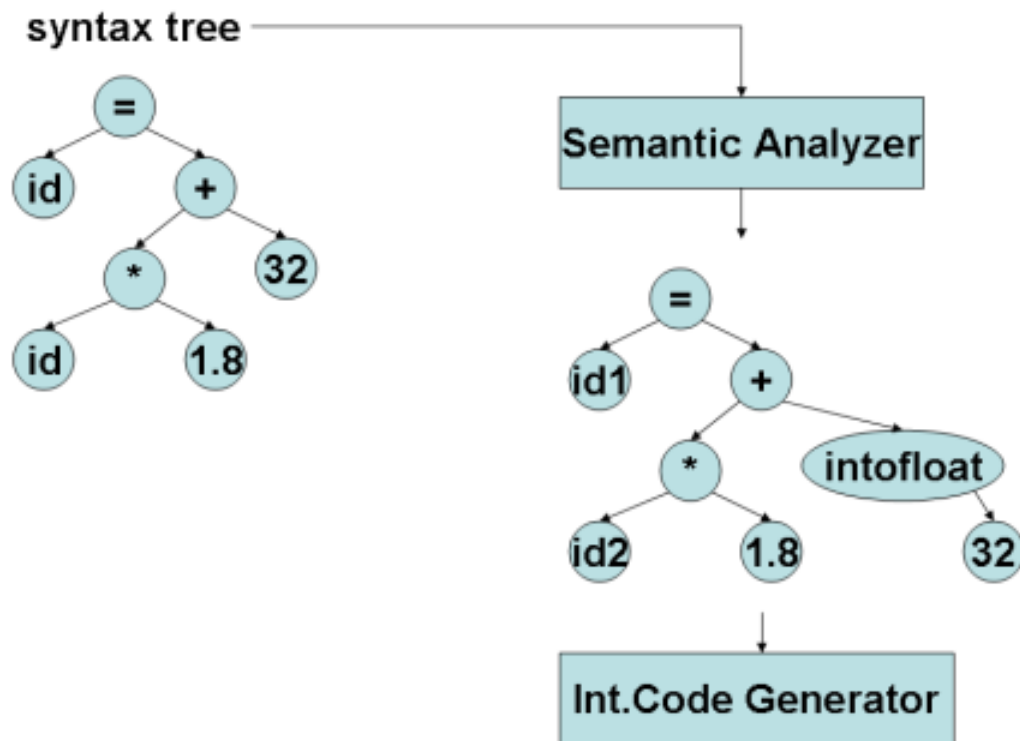 syntax tree
=
id
+
*
32
id
1.8
Semantic Analyzer
=
id1
+
*
intofloat
id2
1.8
32
Int.Code Generator